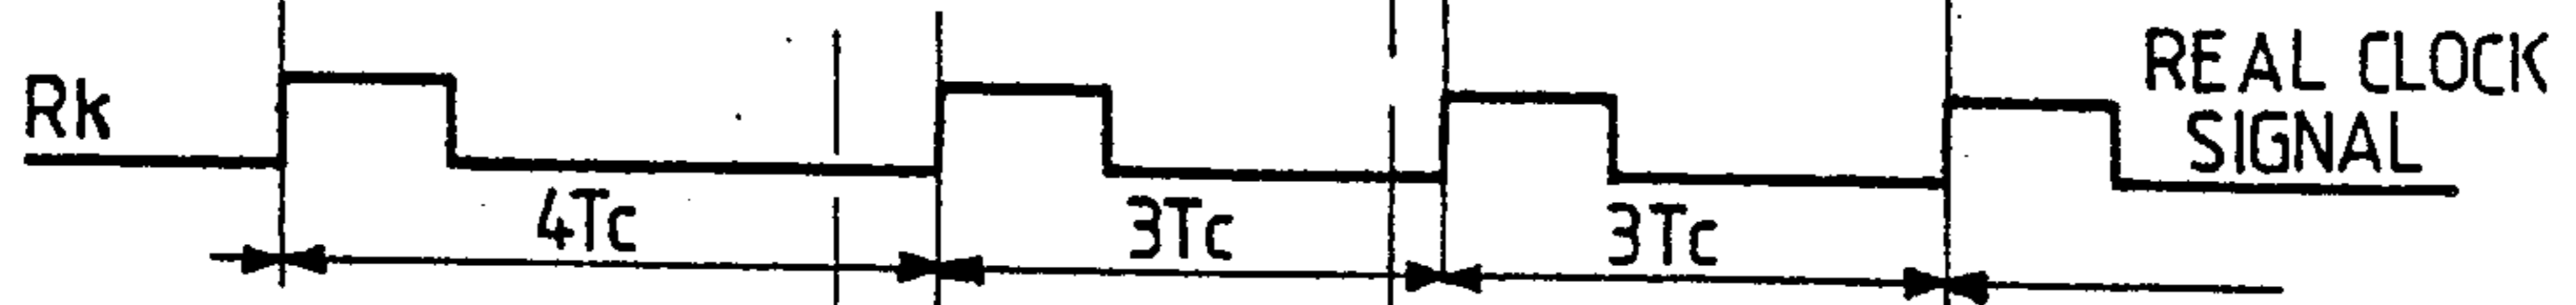 Rk
REAL CLOCK
SIGNAL
4Tc
3Tc
3Tc